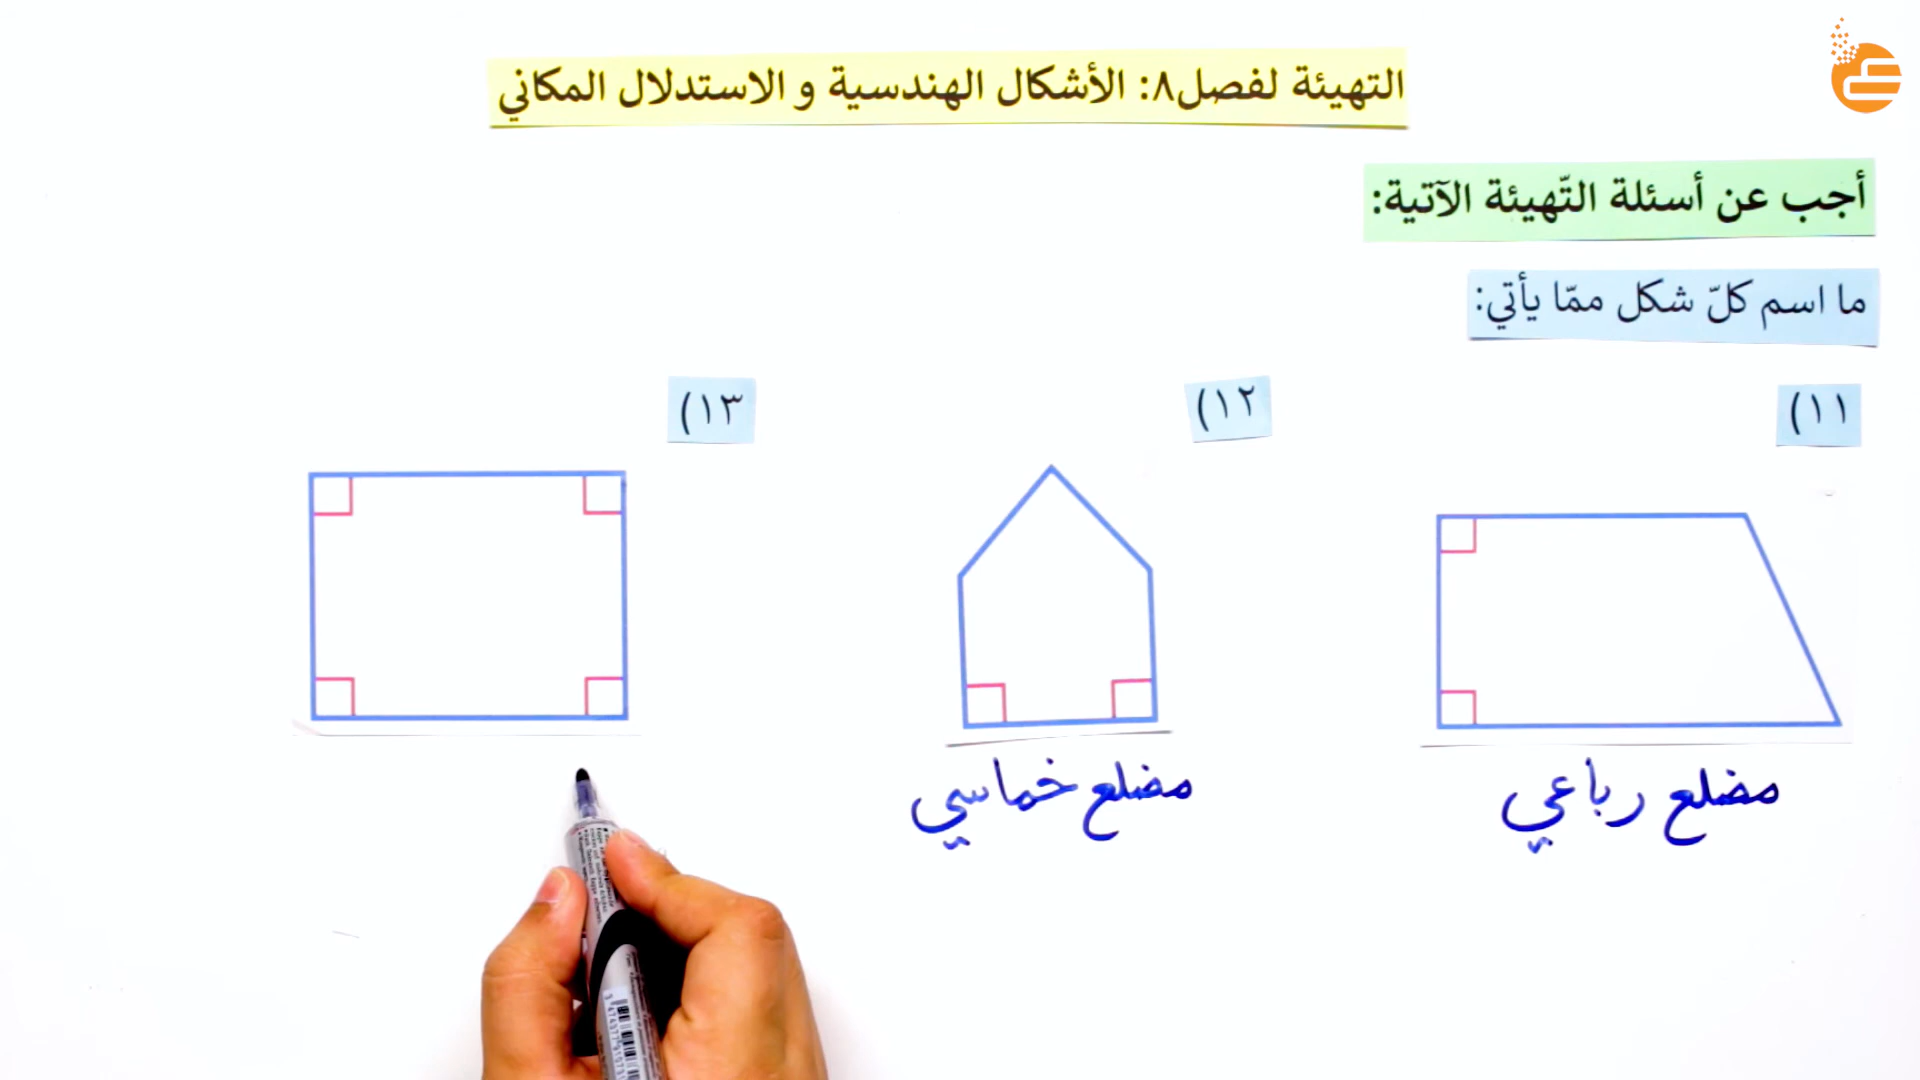 التهيئة لفصل٨: الأشكال الهندسية و الاستدلال المكاني
أجب عن أسئلة التّهيئة الآتية:
ما اسم كلّ شكل ممّا يأتي:
١١)
١٢)
١٣)
مضلع رباعي
مضلع خماسي